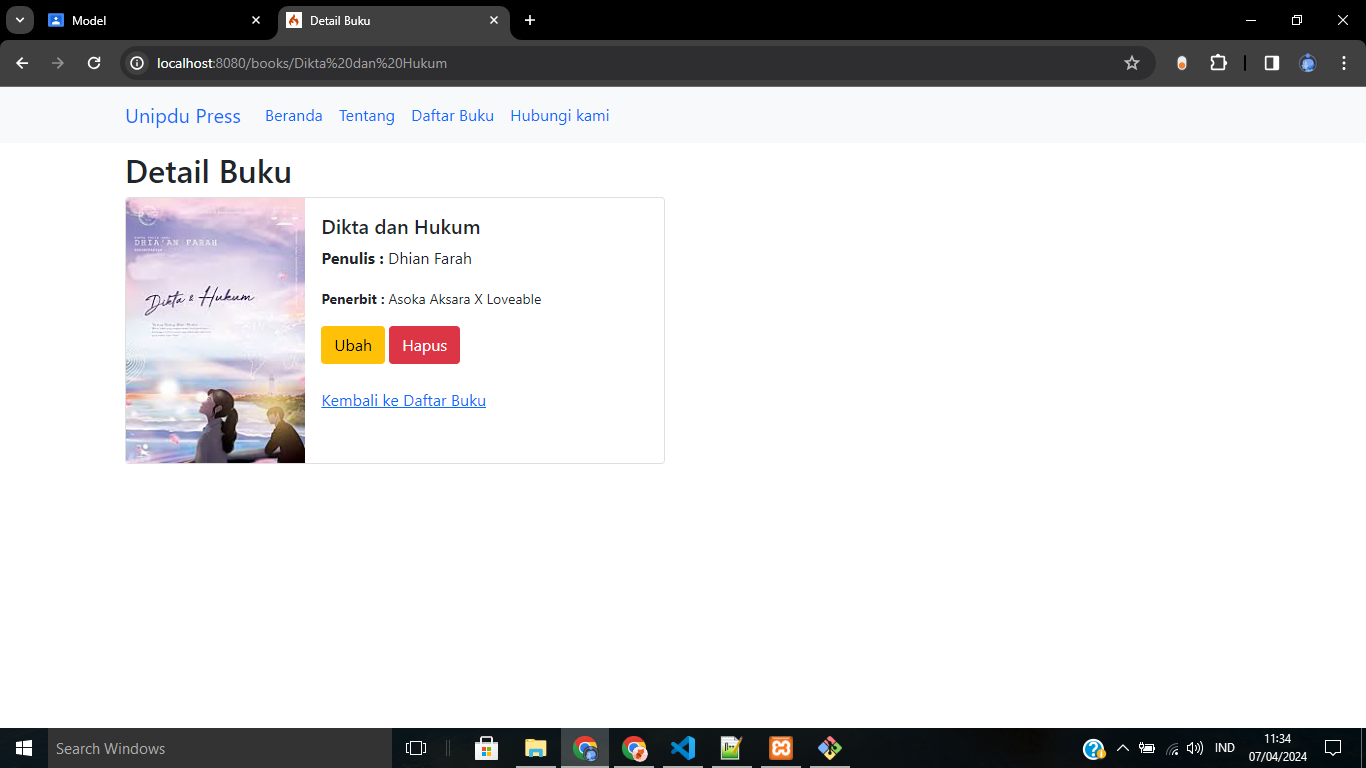 Model
Detail Buku
localhost:8080/books/Dikta%20dan%20Hukum
Unipdu Press Beranda Tentang Daftar Buku Hubungi kami
Detail Buku
DHIA'AN FARAH
Dikta & Hukum
Dikta dan Hukum
Penulis : Dhian Farah
Penerbit : Asoka Aksara X Loveable
Ubah Hapus
Kembali ke Daftar Buku
Search Windows
IND
11:34
07/04/2024